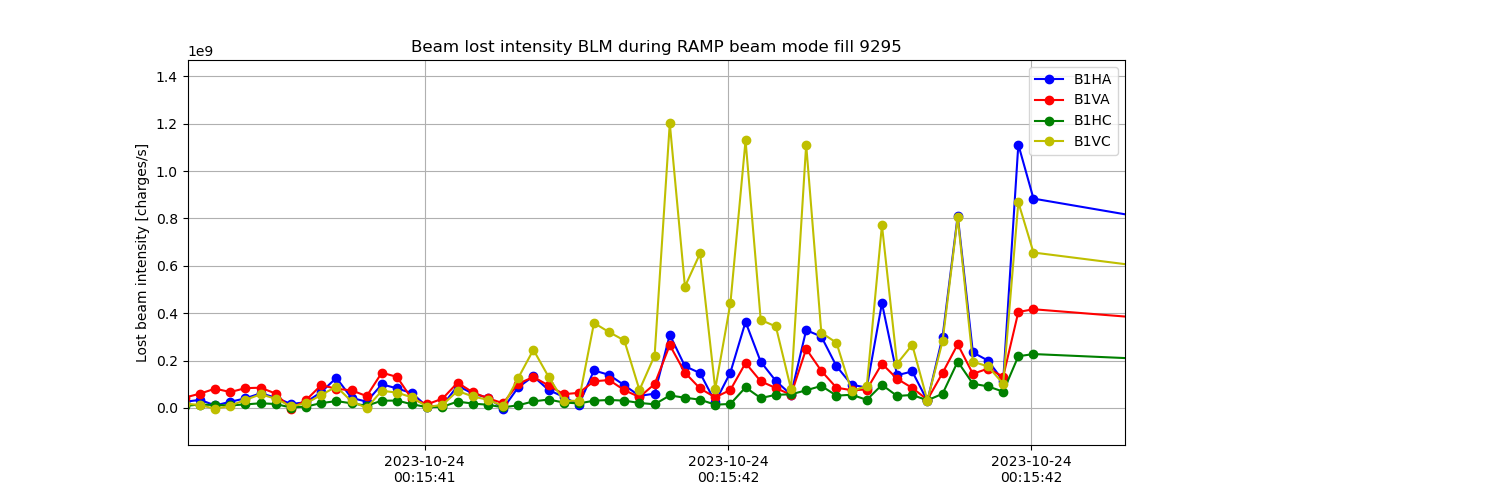 Beam lost intensity BLM during RAMP beam mode fill 9295
1e9
1.4
1.2
1.0
0.8
0.6
0.4
0.2
0.0
Lost beam intensity [charges/s]
B1HA
B1VA
B1HC
B1VC
2023-10-24
00:15:41
2023-10-24
00:15:42
2023-10-24
00:15:42